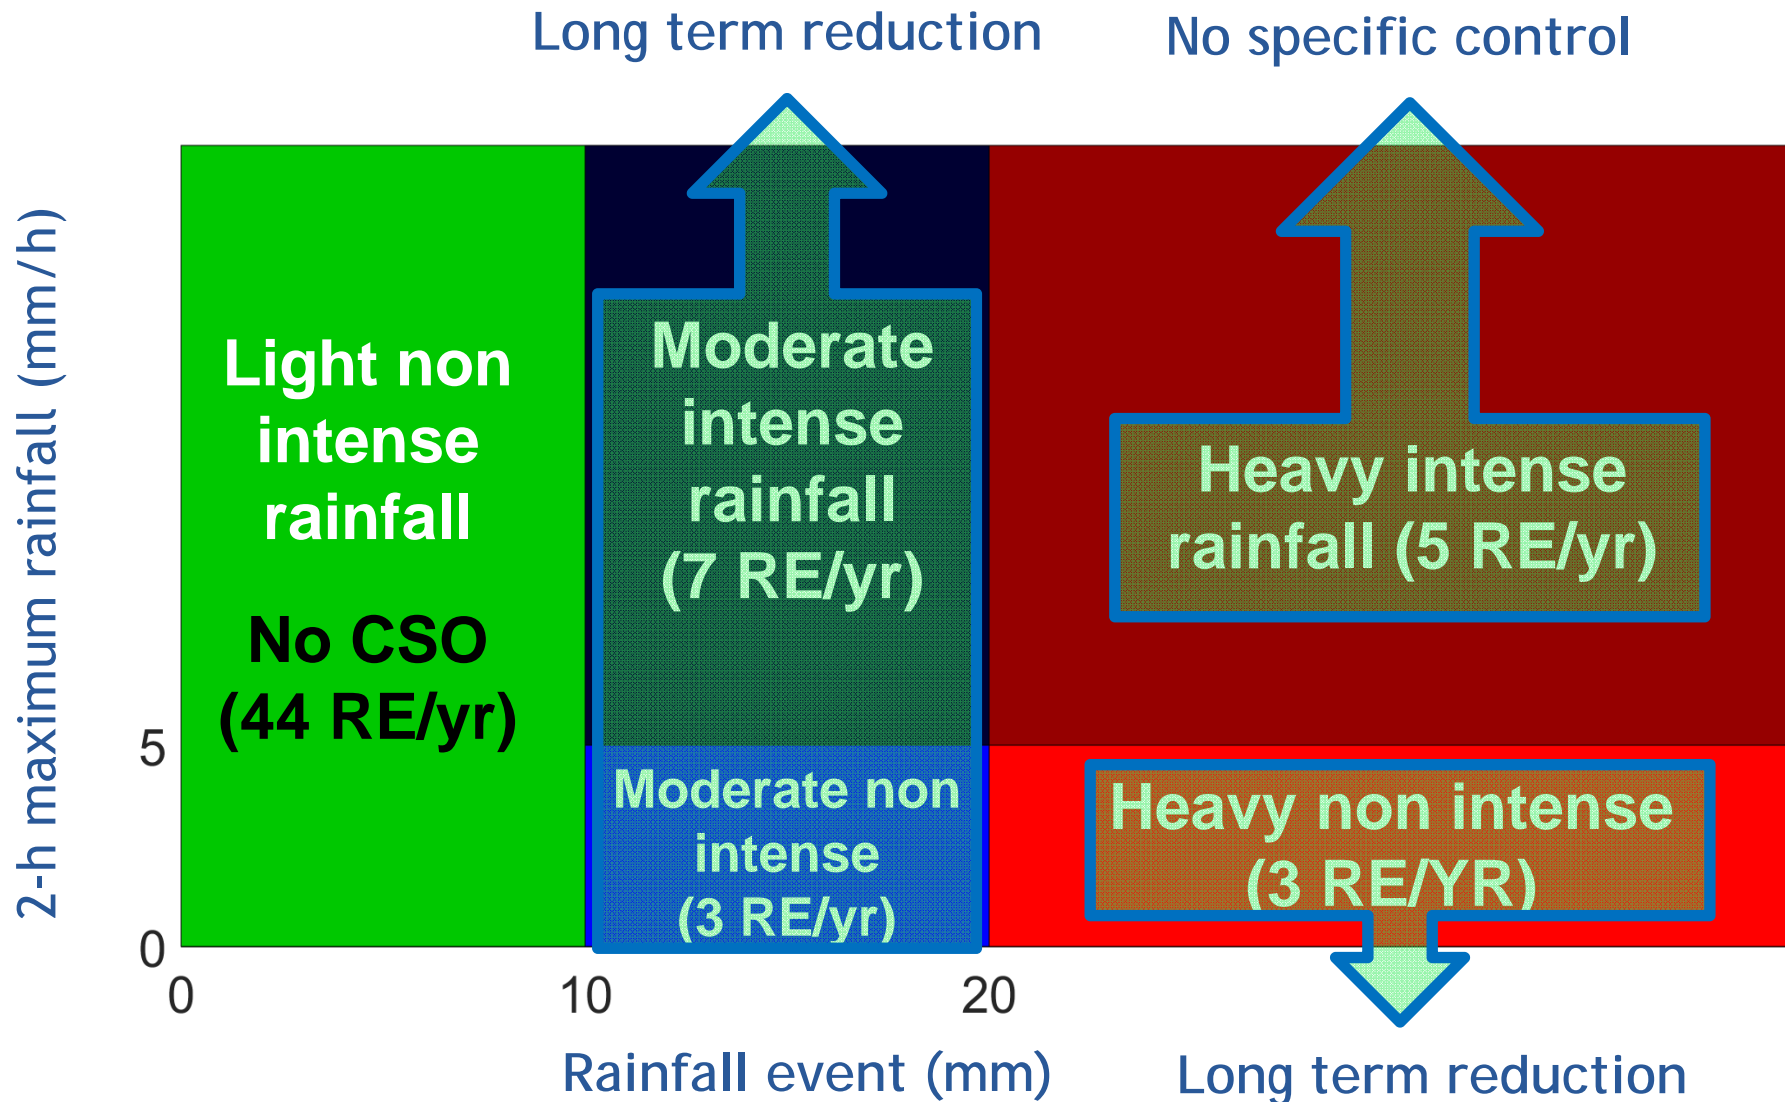 Long term reduction
No specific control
2-h maximum rainfall (mm/h)
Light non
intense
rainfall
No CSO
(44 RE/yr)
Moderate
intense
rainfall
(7 RE/yr)
Heavy intense
rainfall (5 RE/yr)
5
Moderate non
intense
(3 RE/yr)
Heavy non intense
(3 RE/YR)
0
0
10
20
Rainfall event (mm)
Long term reduction